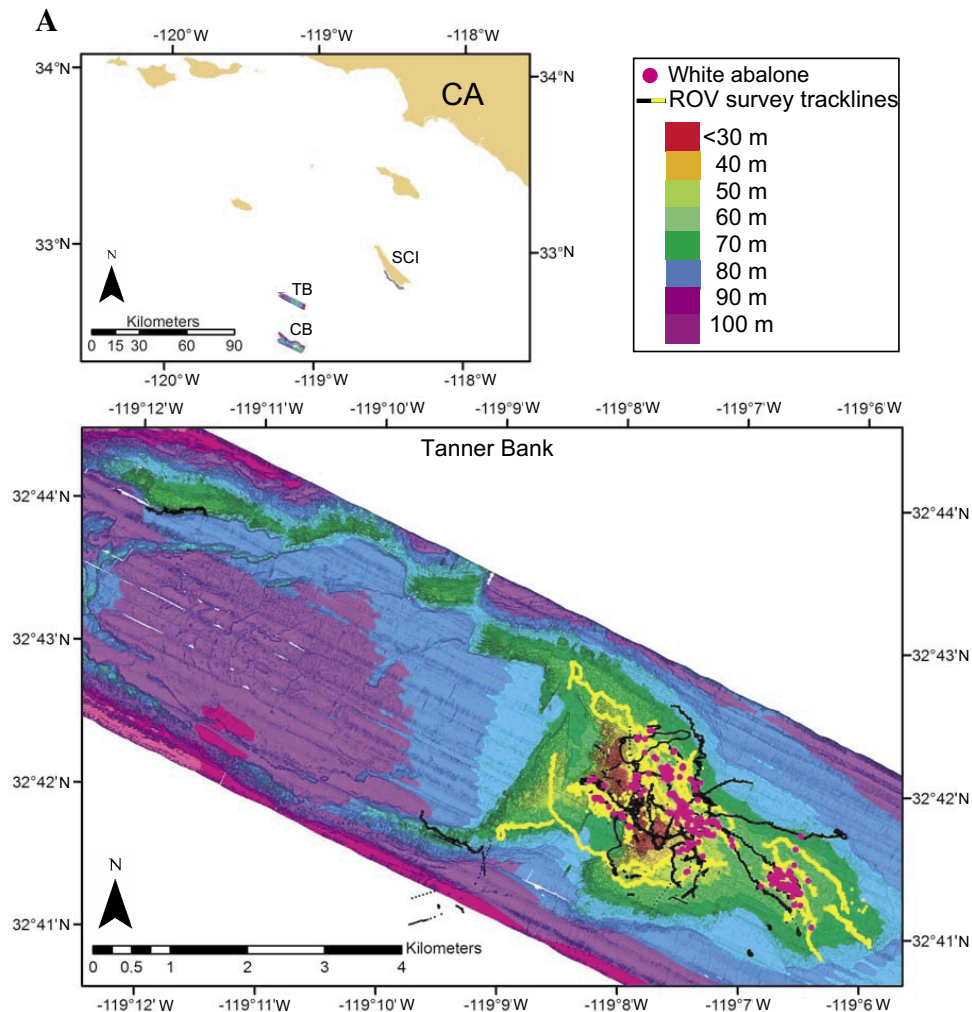 A
-120°W -119°W -118°W
34°N
34°N
CA
33°N
33°N
SCI
N
TB
Kilometers
CB
0 15 30 60 90
-120°W -119°W -118°W
White abalone
ROV survey tracklines
<30 m
40 m
50 m
60 m
70 m
80 m
90 m
100 m
-119°12'W -119°11'W -119°10'W -119°9'W -119°8'W -119°7'W -119°6'W
Tanner Bank
32°44'N
32°44'N
32°43'N
32°43'N
32°42'N
32°42'N
32°41'N
32°41'N
N
Kilometers
0 0.5 1 2 3 4
-119°12'W -119°11'W -119°10'W -119°9'W -119°8'W -119°7'W -119°6'W